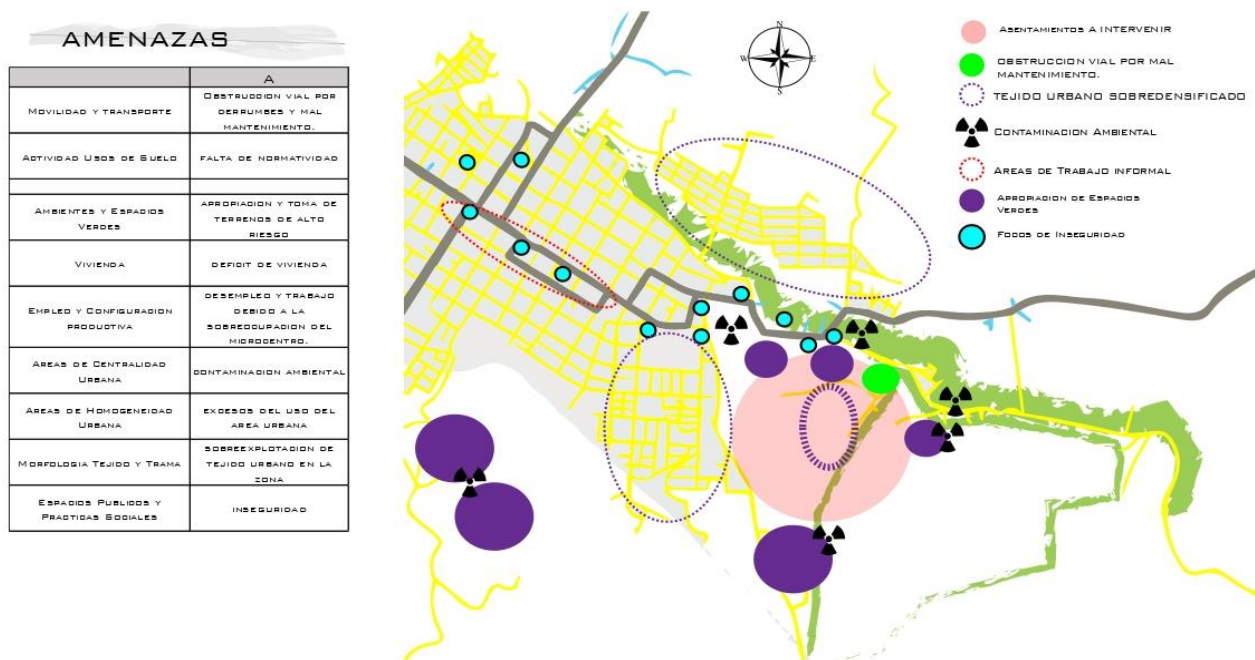 AMENAZAS
A
MOVILIDAD Y TRANSPORTE
OBSTRUCCION VIAL POR
DERRUMBES Y MAL
MANTENIMIENTO.
ACTIVIDAD USOS DE SUELO
FALTA DE NORMATIVIDAD
AMBIENTES Y ESPACIOS
VERDES
APROPIACION Y TOMA DE
TERRENOS DE ALTO
RIESGO
VIVIENDA
DEFICIT DE VIVIENDA
EMPLEO Y CONFIGURACION
PRODUCTIVA
DESEMPLEO Y TRABAJO
DEBIDO A LA
SOBREOCUPACION DEL
MICROCENTRO.
AREAS DE CENTRALIDAD
URBANA
CONTAMINACION AMBIENTAL
AREAS DE HOMOGENEIDAD
URBANA
EXCESOS DEL USO DEL
AREA URBANA
MORFOLOGIA TEJIDO Y TRAMA
SOBREEXPLOTACION DE
TEJIDO URBANO EN LA
ZONA
ESPACIOS PUBLICOS Y
PRACTICAS SOCIALES
INSEGURIDAD
N
W
E
S
ASENTAMIENTOS A INTERVENIR
OBSTRUCCION VIAL POR MAL
MANTENIMIENTO.
TEJIDO URBANO SOBREDENSIFICADO
CONTAMINACION AMBIENTAL
AREAS DE TRABAJO INFORMAL
APROPIACION DE ESPACIOS
VERDES
FOCOS DE INSEGURIDAD